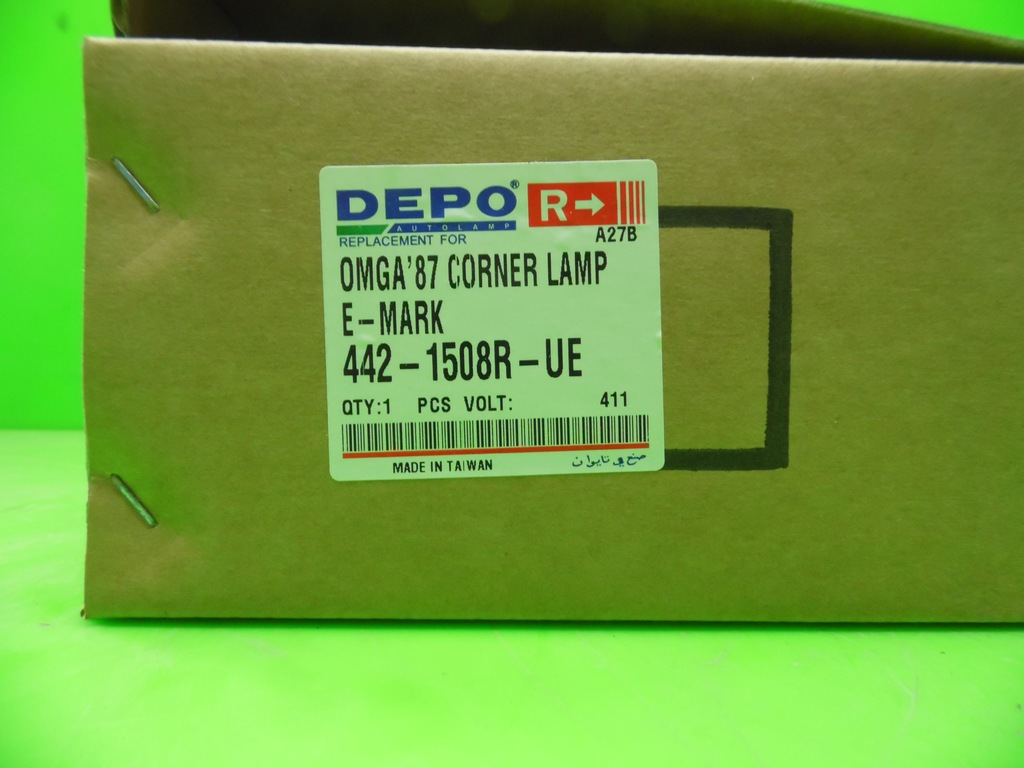 DEPO® R→
AUTOLAMP
REPLACEMENT FOR A27B
OMGA'87 CORNER LAMP
E-MARK
442-1508R-UE
QTY:1 PCS VOLT: 411
MADE IN TAIWAN صنع في تايوان